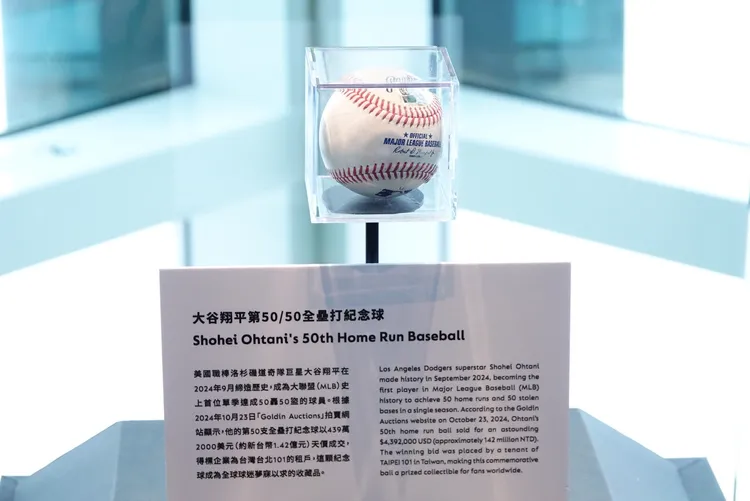 OFFICIAL
MAJOR LEAGUE BASEBALL
大谷翔平第50/50全壘打紀念球
Shohei Ohtani's 50th Home Run Baseball
美國職棒洛杉磯道奇隊巨星大谷翔平在
2024年9月締造歷史，成為大聯盟（MLB）史
上首位單季達成50轟50盜的球員。根據
2024年10月23日「Goldin Auctions」拍賣網
站顯示，他的第50支全壘打紀念球以439萬
2000美元（約新台幣1.42億元）天價成交，
得標企業為台灣台北101的租戶，這顆紀念
球成為全球球迷夢寐以求的收藏品。
Los Angeles Dodgers superstar Shohei Ohtani
made history in September 2024, becoming the
first player in Major League Baseball (MLB)
history to achieve 50 home runs and 50 stolen
bases in a single season. According to the Goldin
Auctions website on October 23, 2024, Ohtani's
50th home run ball sold for an astounding
$4,392,000 USD (approximately 142 million NTD).
The winning bid was placed by a tenant of
TAIPEI 101 in Taiwan, making this commemorative
ball a prized collectible for fans worldwide.